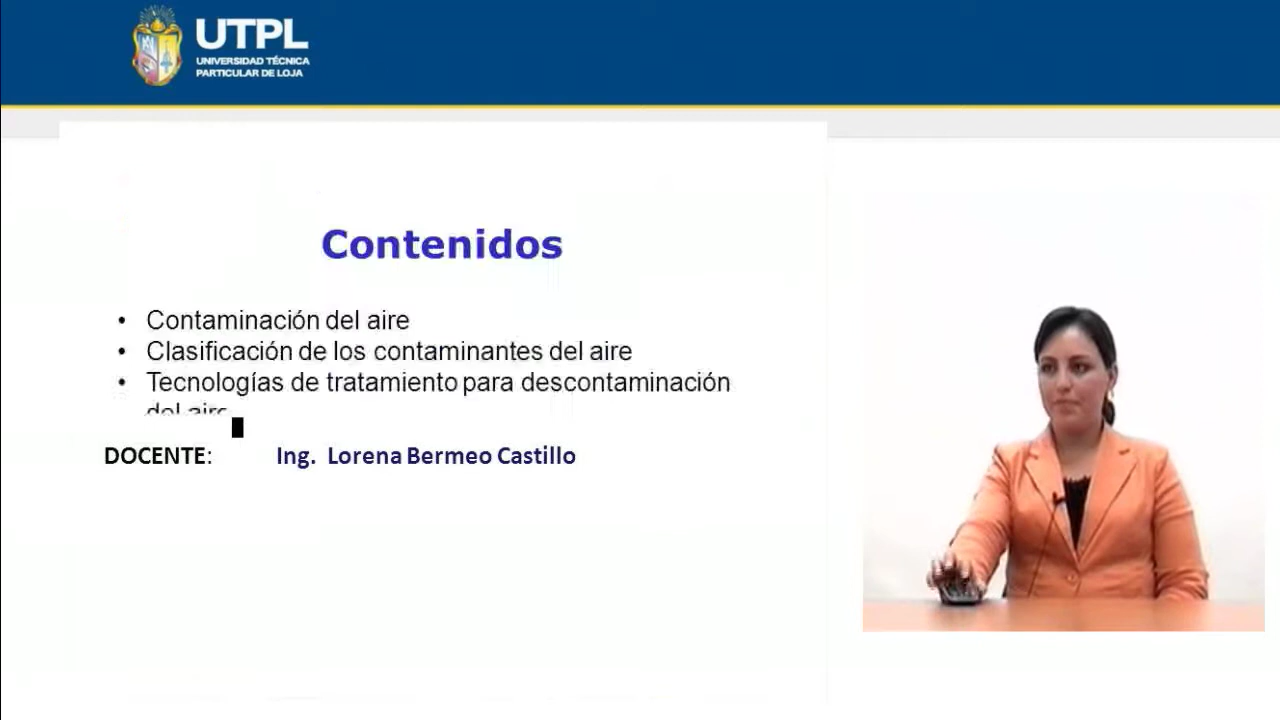 UTPL
UNIVERSIDAD TÉCNICA
PARTICULAR DE LOJA
Contenidos
• Contaminación del aire
• Clasificación de los contaminantes del aire
• Tecnologías de tratamiento para descontaminación
del aire
DOCENTE: Ing. Lorena Bermeo Castillo